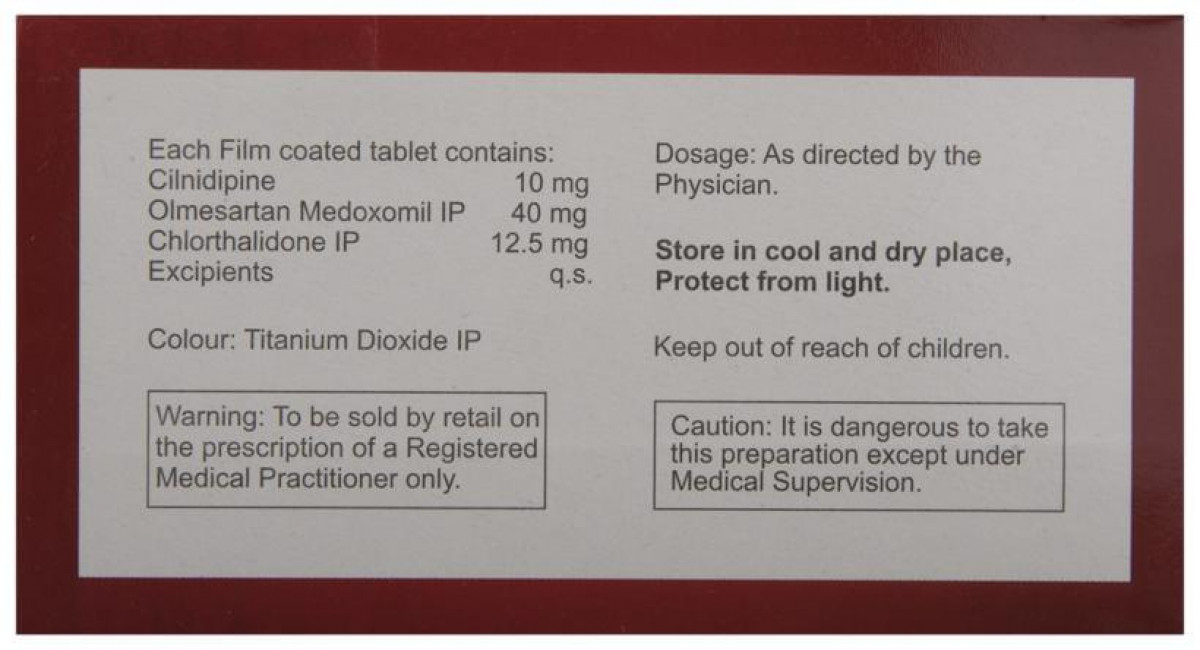 Each Film coated tablet contains:
Cilnidipine 10 mg
Olmesartan Medoxomil IP 40 mg
Chlorthalidone IP 12.5 mg
Excipients q.s.
Colour: Titanium Dioxide IP
Warning: To be sold by retail on
the prescription of a Registered
Medical Practitioner only.
Dosage: As directed by the
Physician.
Store in cool and dry place,
Protect from light.
Keep out of reach of children.
Caution: It is dangerous to take
this preparation except under
Medical Supervision.